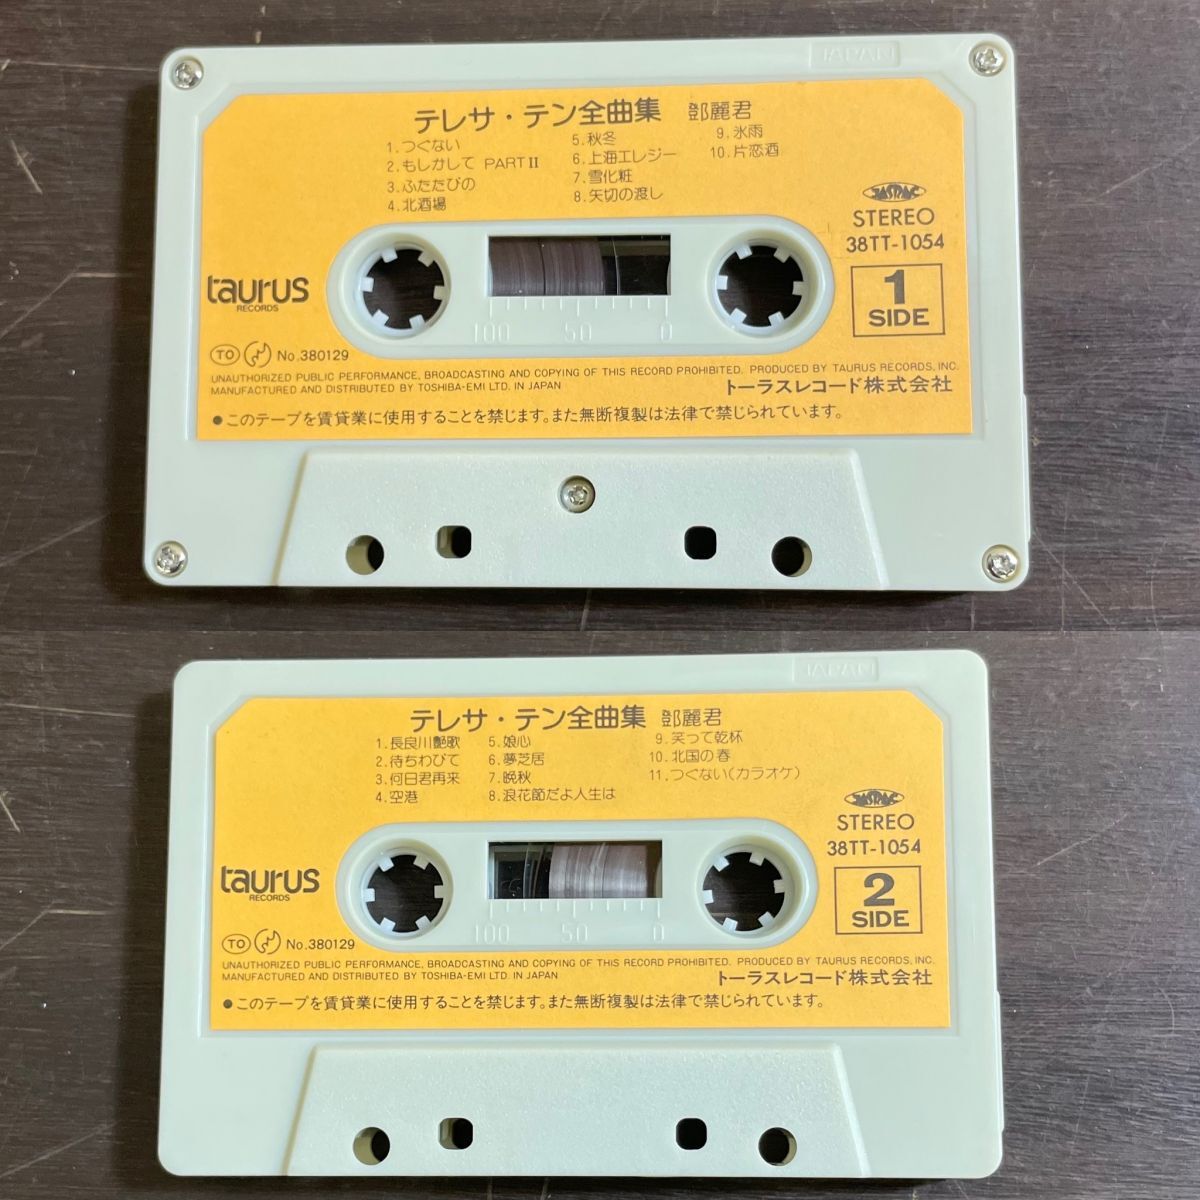 JAPAN
テレサ・テン全曲集 鄧麗君
1. つぐない
2. もしかして PART II
3. ふたたびの
4. 北酒場
5. 秋冬
6. 上海エレジー
7. 雪化粧
8. 矢切の渡し
9. 氷雨
10. 片恋酒
JASRAC
STEREO
38TT-1054
1
SIDE
taurus
RECORDS
100 50 0
TO No.380129
UNAUTHORIZED PUBLIC PERFORMANCE, BROADCASTING AND COPYING OF THIS RECORD PROHIBITED. PRODUCED BY TAURUS RECORDS, INC.
MANUFACTURED AND DISTRIBUTED BY TOSHIBA-EMI LTD. IN JAPAN トーラスレコード株式会社
●このテープを賃貸業に使用することを禁じます。また無断複製は法律で禁じられています。
JAPAN
テレサ・テン全曲集 鄧麗君
1. 長良川艶歌
2. 待ちわびて
3. 何日君再来
4. 空港
5. 娘心
6. 夢芝居
7. 晩秋
8. 浪花節だよ人生は
9. 笑って乾杯
10. 北国の春
11. つぐない(カラオケ)
JASRAC
STEREO
38TT-1054
2
SIDE
taurus
RECORDS
100 50 0
TO No.380129
UNAUTHORIZED PUBLIC PERFORMANCE, BROADCASTING AND COPYING OF THIS RECORD PROHIBITED. PRODUCED BY TAURUS RECORDS, INC.
MANUFACTURED AND DISTRIBUTED BY TOSHIBA-EMI LTD. IN JAPAN トーラスレコード株式会社
●このテープを賃貸業に使用することを禁じます。また無断複製は法律で禁じられています。